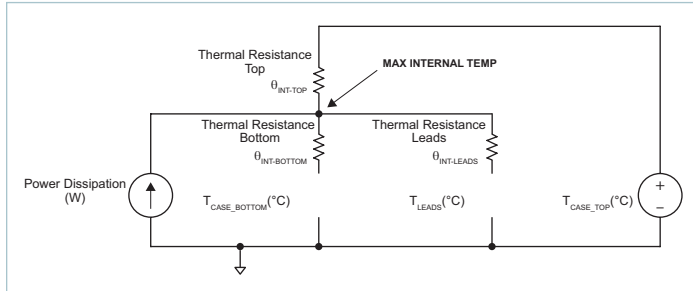 Thermal Resistance
Top
θINT-TOP
MAX INTERNAL TEMP
Thermal Resistance
Bottom
θINT-BOTTOM
Thermal Resistance
Leads
θINT-LEADS
Power Dissipation
(W)
TCASE_BOTTOM(°C)
TLEADS(°C)
TCASE_TOP(°C)
+
–